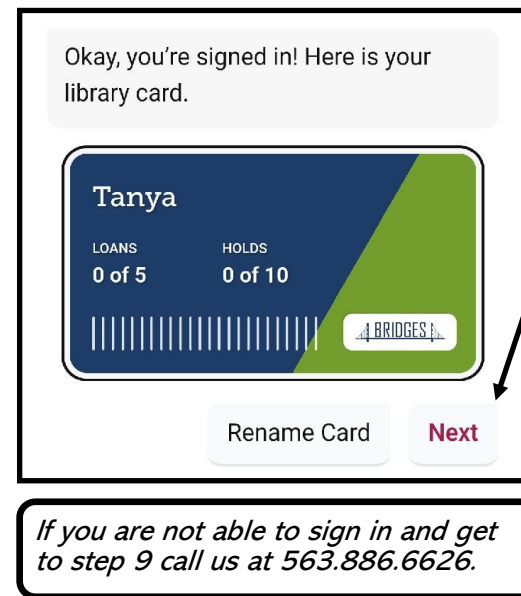 Okay, you're signed in! Here is your
library card.
Tanya
LOANS HOLDS
0 of 5 0 of 10
BRIDGES
Rename Card Next
If you are not able to sign in and get
to step 9 call us at 563.886.6626.